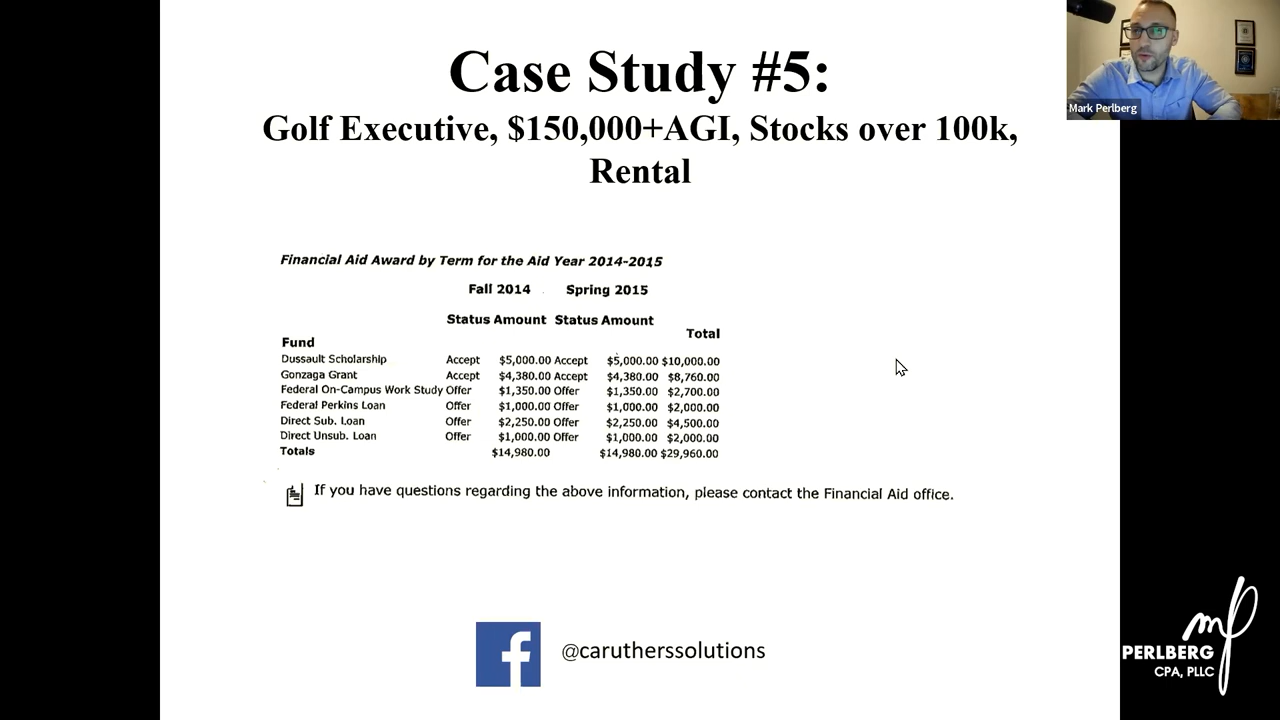 Case Study #5:
Golf Executive, $150,000+AGI, Stocks over 100k,
Rental
Mark Perlberg
Financial Aid Award by Term for the Aid Year 2014-2015
Fall 2014 Spring 2015
Status Amount Status Amount
Total
Fund
Dussault Scholarship Accept $5,000.00 Accept $5,000.00 $10,000.00
Gonzaga Grant Accept $4,380.00 Accept $4,380.00 $8,760.00
Federal On-Campus Work Study Offer $1,350.00 Offer $1,350.00 $2,700.00
Federal Perkins Loan Offer $1,000.00 Offer $1,000.00 $2,000.00
Direct Sub. Loan Offer $2,250.00 Offer $2,250.00 $4,500.00
Direct Unsub. Loan Offer $1,000.00 Offer $1,000.00 $2,000.00
Totals $14,980.00 $14,980.00 $29,960.00
If you have questions regarding the above information, please contact the Financial Aid office.
f @carutherssolutions
mp
PERLBERG
CPA, PLLC